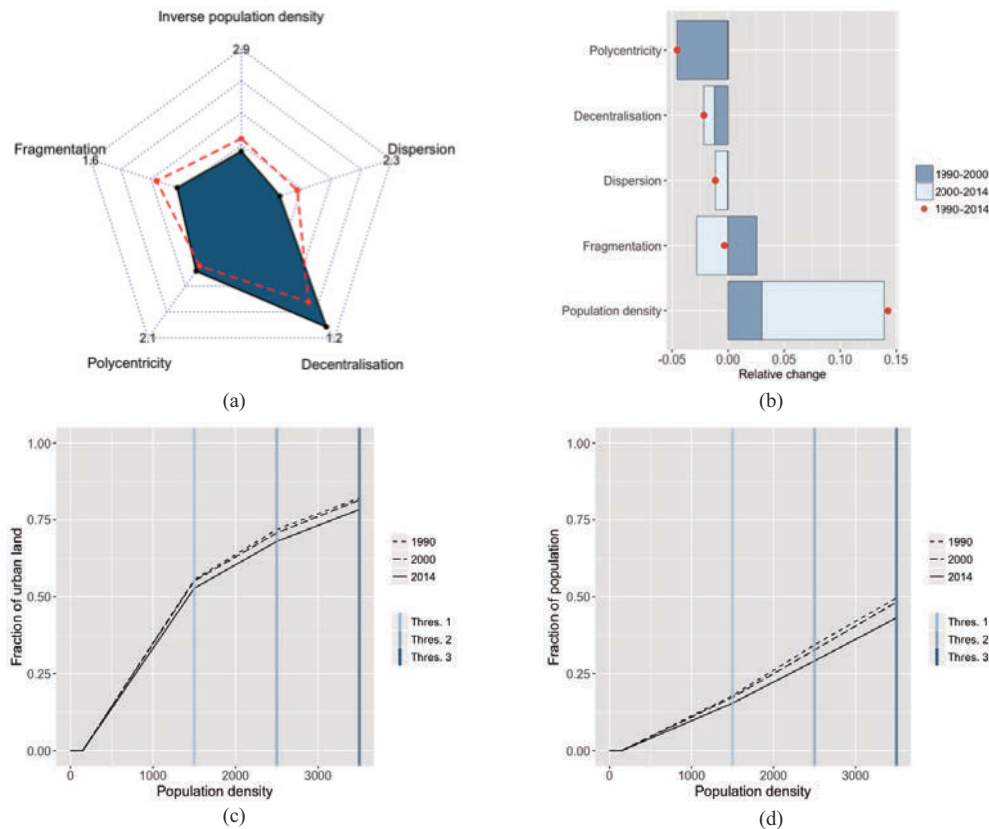 Inverse population density
2.9
Fragmentation
1.6
Dispersion
2.3
2.1
1.2
Polycentricity
Decentralisation
(a)
Polycentricity
Decentralisation
Dispersion
Fragmentation
Population density
-0.05
0.00
0.05
0.10
0.15
Relative change
1990-2000
2000-2014
1990-2014
(b)
1.00
0.75
0.50
0.25
0.00
Fraction of urban land
0
1000
2000
3000
Population density
1990
2000
2014
Thres. 1
Thres. 2
Thres. 3
(c)
1.00
0.75
0.50
0.25
0.00
Fraction of population
0
1000
2000
3000
Population density
1990
2000
2014
Thres. 1
Thres. 2
Thres. 3
(d)